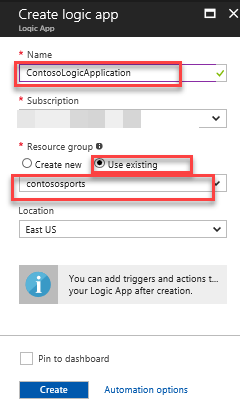 Create logic app
Logic App
* Name
ContosoLogicApplication
* Subscription
* Resource group
Create new
Use existing
contososports
Location
East US
You can add triggers and actions t...
your Logic App after creation.
Pin to dashboard
Create
Automation options